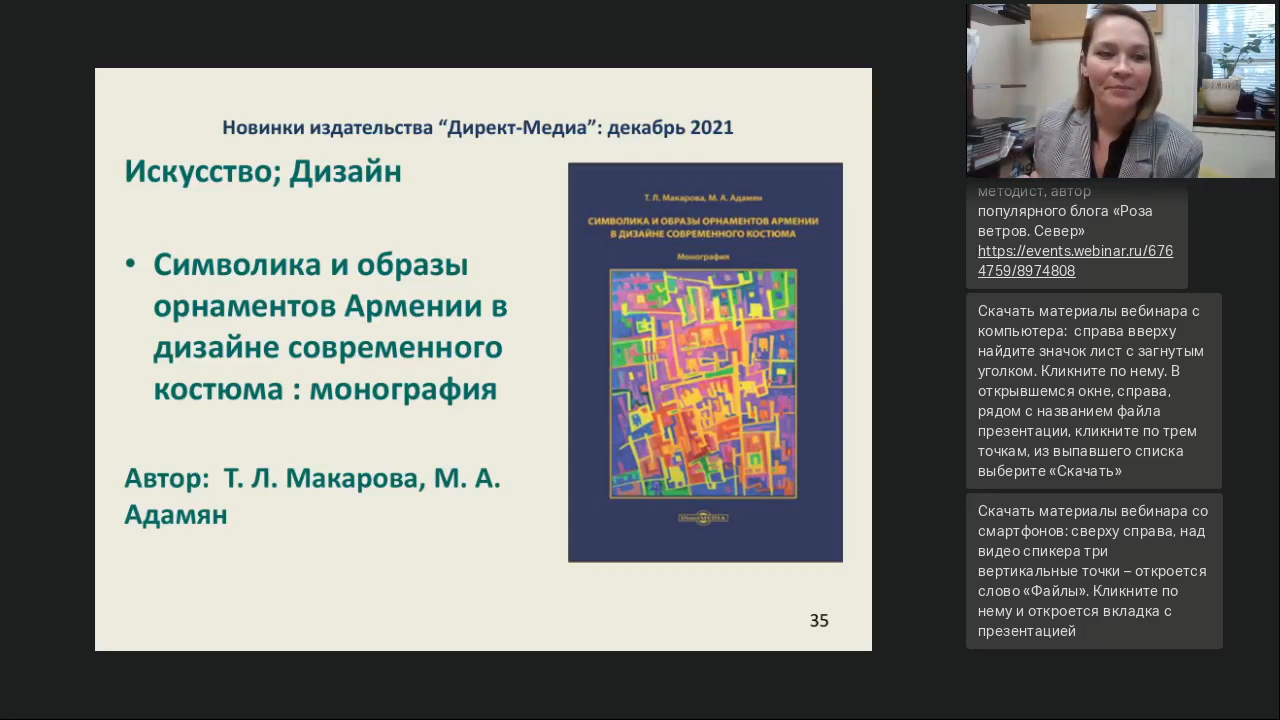 Новинки издательства “Директ-Медиа”: декабрь 2021
Искусство; Дизайн
• Символика и образы
орнаментов Армении в
дизайне современного
костюма : монография
Автор: Т. Л. Макарова, М. А.
Адамян
Т. Л. Макарова, М. А. Адамян
СИМВОЛИКА И ОБРАЗЫ ОРНАМЕНТОВ АРМЕНИИ
В ДИЗАЙНЕ СОВРЕМЕННОГО КОСТЮМА
Монография
DirectMEDIA
35
методист, автор
популярного блога «Роза
ветров. Север»
https://events.webinar.ru/676
4759/8974808
Скачать материалы вебинара с
компьютера: справа вверху
найдите значок лист с загнутым
уголком. Кликните по нему. В
открывшемся окне, справа,
рядом с названием файла
презентации, кликните по трем
точкам, из выпавшего списка
выберите «Скачать»
Скачать материалы вебинара со
смартфонов: сверху справа, над
видео спикера три
вертикальные точки – откроется
слово «Файлы». Кликните по
нему и откроется вкладка с
презентацией